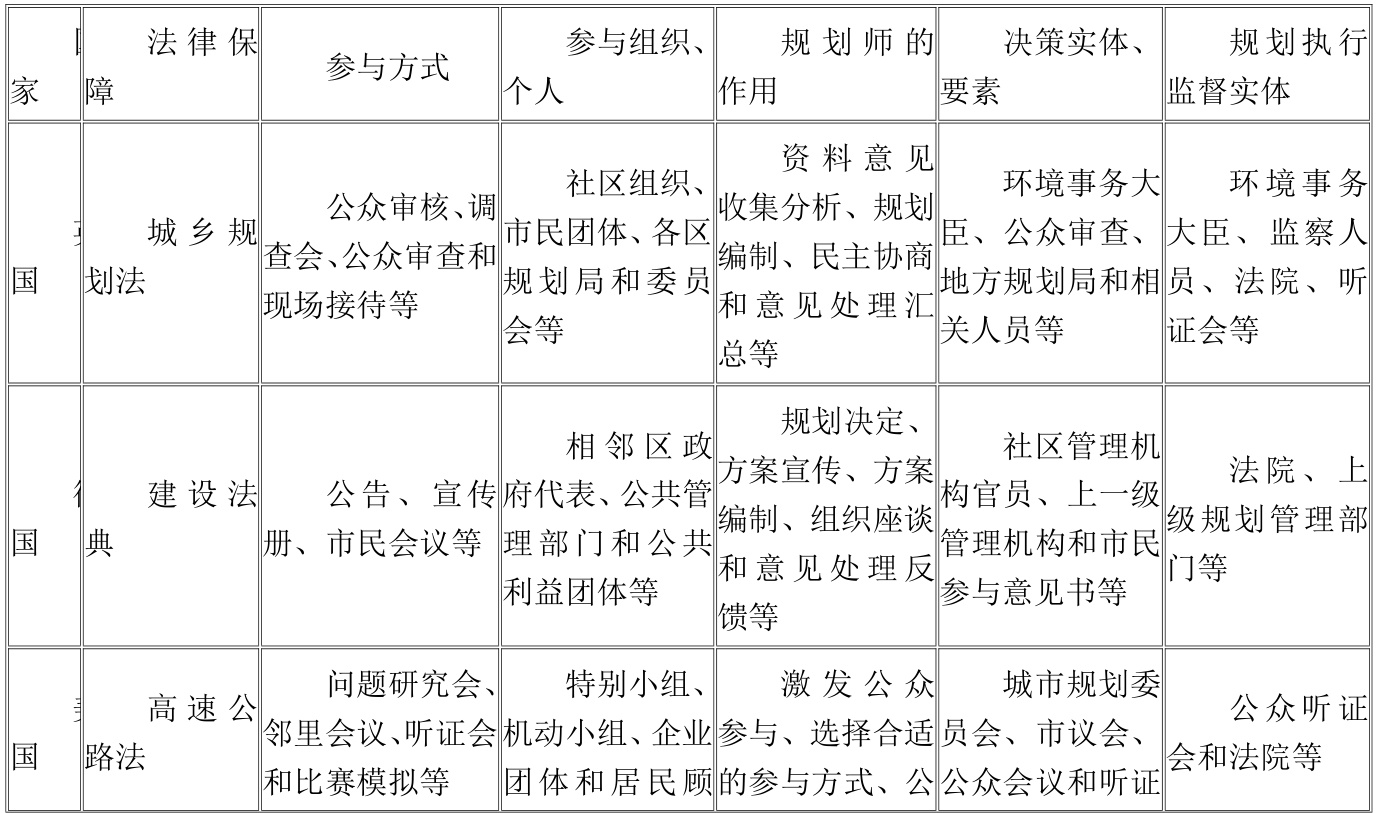 家
法律保
障
参与方式
参与组织、
个人
规划师的
作用
决策实体、
要素
规划执行
监督实体
国
城乡规
划法
公众审核、调
查会、公众审查和
现场接待等
社区组织、
市民团体、各区
规划局和委员
会等
资料意见
收集分析、规划
编制、民主协商
和意见处理汇
总等
环境事务大
臣、公众审查、
地方规划局和相
关人员等
环境事务
大臣、监察人
员、法院、听
证会等
国
建设法
典
公告、宣传
册、市民会议等
相邻区政
府代表、公共管
理部门和公共
利益团体等
规划决定、
方案宣传、方案
编制、组织座谈
和意见处理反
馈等
社区管理机
构官员、上一级
管理机构和市民
参与意见书等
法院、上
级规划管理部
门等
国
高速公
路法
问题研究会、
邻里会议、听证会
和比赛模拟等
特别小组、
机动小组、企业
团体和居民顾
激发公众
参与、选择合适
的参与方式、公
城市规划委
员会、市议会、
公众会议和听证
公众听证
会和法院等